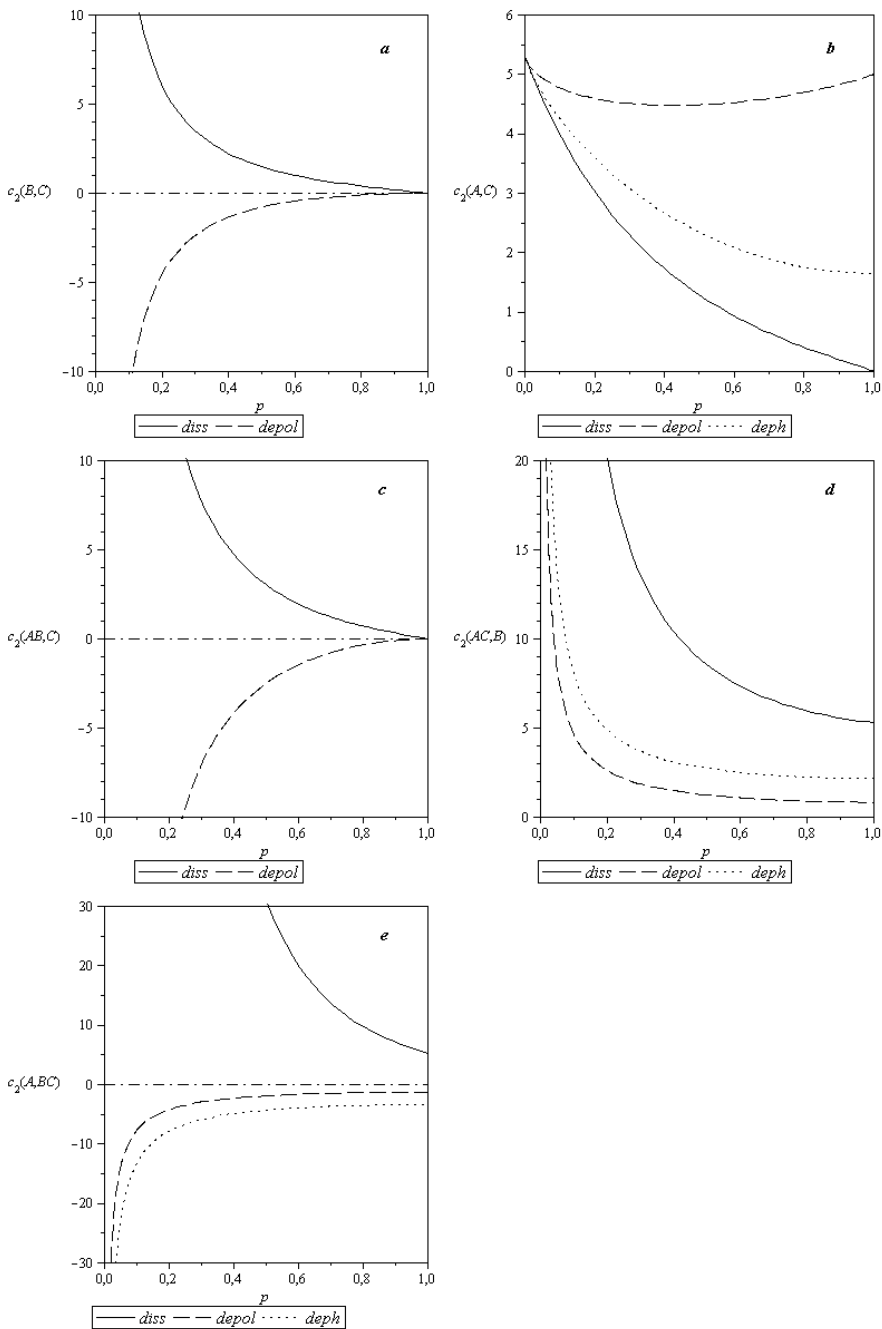 a
10
5
0
−5
−10
c2(B,C)
0,0 0,2 0,4 0,6 0,8 1,0
p
diss depol
b
6
5
4
3
2
1
0
c2(A,C)
0,0 0,2 0,4 0,6 0,8 1,0
p
diss depol deph
c
10
5
0
−5
−10
c2(AB,C)
0,0 0,2 0,4 0,6 0,8 1,0
p
diss depol
d
20
15
10
5
0
c2(AC,B)
0,0 0,2 0,4 0,6 0,8 1,0
p
diss depol deph
e
30
20
10
0
−10
−20
−30
c2(A,BC)
0,0 0,2 0,4 0,6 0,8 1,0
p
diss depol deph